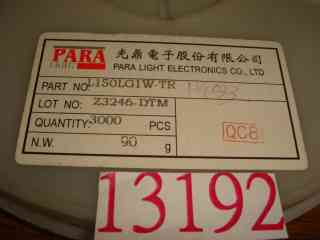 PARA
LIGHT
光鼎電子股份有限公司
PARA LIGHT ELECTRONICS CO., LTD
PART NO: L150LG1W-TR
LOT NO: Z3246-DTM
QUANTITY: 3000 PCS
N.W. 90 g
QC8
13192